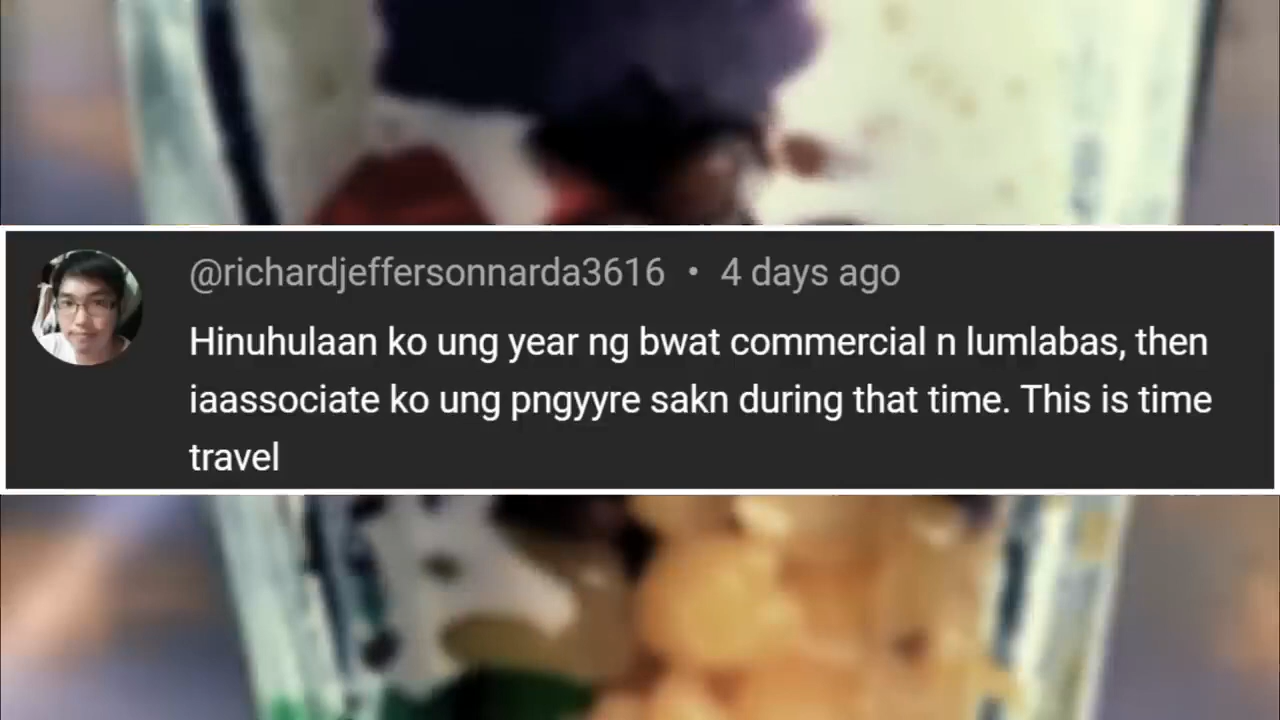 @richardjeffersonnarda3616 • 4 days ago
Hinuhulaan ko ung year ng bwat commercial n lumlabas, then
iaassociate ko ung pngyyre sakn during that time. This is time
travel